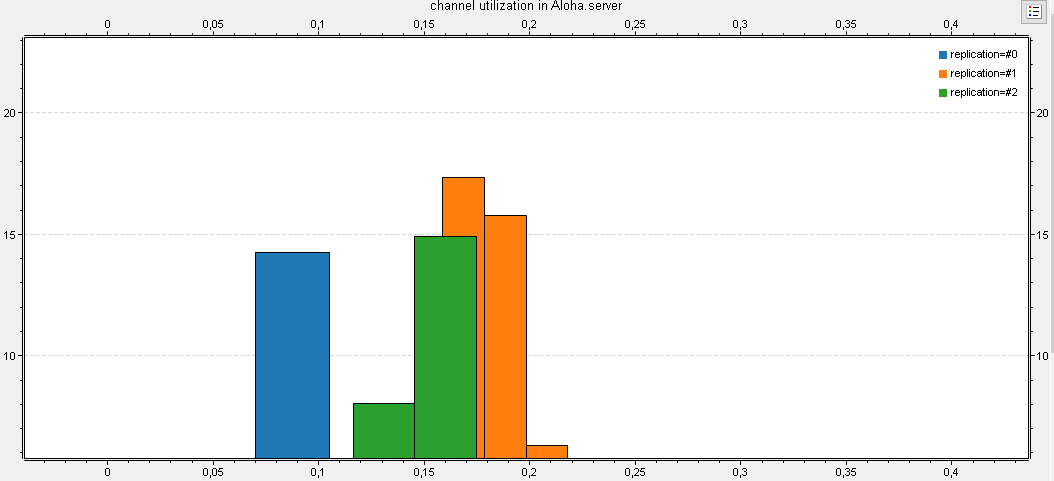 channel utilization in Aloha.server
0 0,05 0,1 0,15 0,2 0,25 0,3 0,35 0,4
replication=#0
replication=#1
replication=#2
20 20
15 15
10 10
0 0,05 0,1 0,15 0,2 0,25 0,3 0,35 0,4